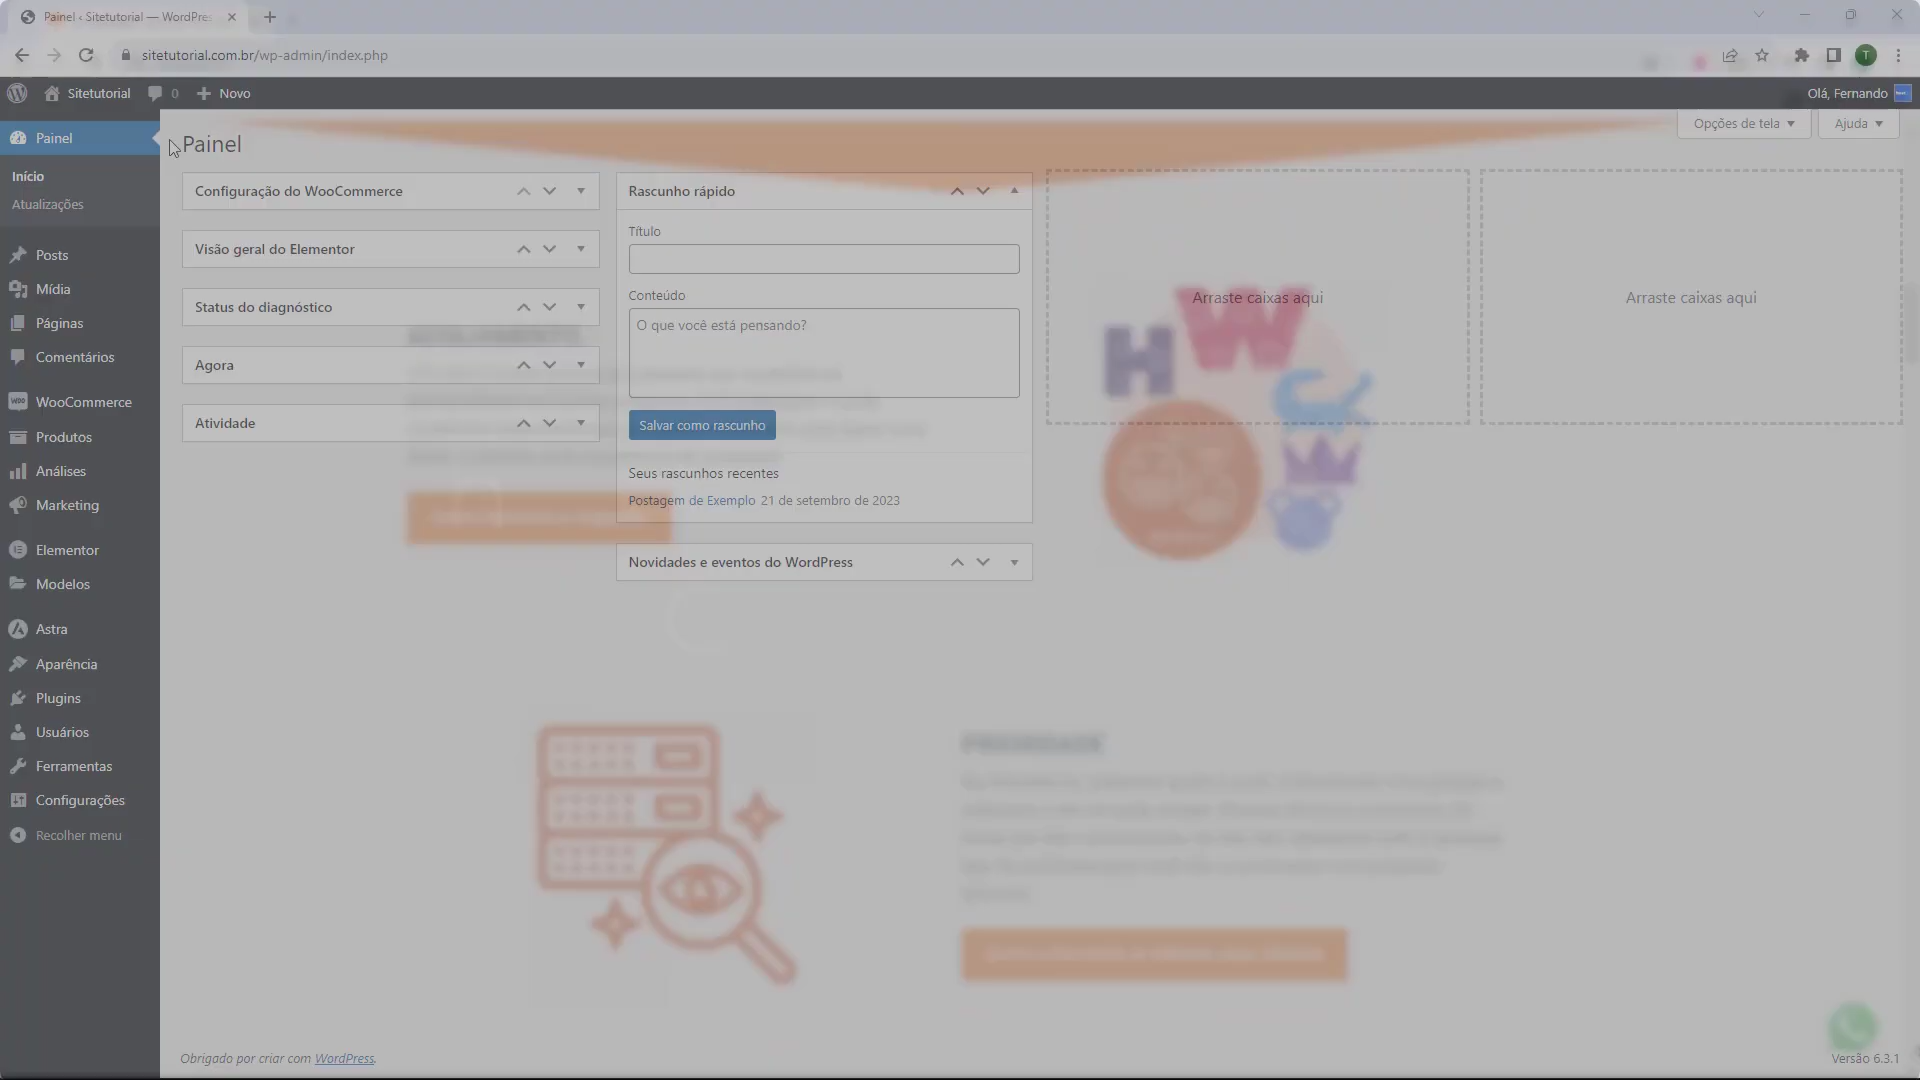 Painel ‹ Sitetutorial — WordPres
sitetutorial.com.br/wp-admin/index.php
Sitetutorial
0
Novo
Olá, Fernando
Painel
Início
Atualizações
Posts
Mídia
Páginas
Comentários
WooCommerce
Produtos
Análises
Marketing
Elementor
Modelos
Astra
Aparência
Plugins
Usuários
Ferramentas
Configurações
Recolher menu
Opções de tela
Ajuda
Painel
Configuração do WooCommerce
Visão geral do Elementor
Status do diagnóstico
Agora
Atividade
Rascunho rápido
Título
Conteúdo
O que você está pensando?
Salvar como rascunho
Seus rascunhos recentes
Postagem de Exemplo 21 de setembro de 2023
Novidades e eventos do WordPress
Arraste caixas aqui
Arraste caixas aqui
PRIORIDADE
Obrigado por criar com WordPress.
Versão 6.3.1